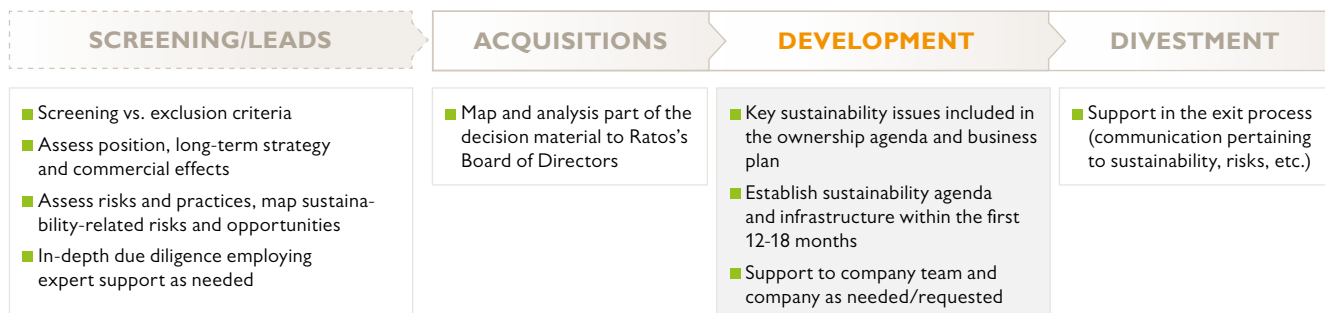 SCREENING/LEADS
ACQUISITIONS
DEVELOPMENT
DIVESTMENT
Screening vs. exclusion criteria
Assess position, long-term strategy
and commercial effects
Assess risks and practices, map sustaina-
bility-related risks and opportunities
In-depth due diligence employing
expert support as needed
Map and analysis part of the
decision material to Ratos's
Board of Directors
Key sustainability issues included in
the ownership agenda and business
plan
Establish sustainability agenda
and infrastructure within the first
12-18 months
Support to company team and
company as needed/requested
Support in the exit process
(communication pertaining
to sustainability, risks, etc.)